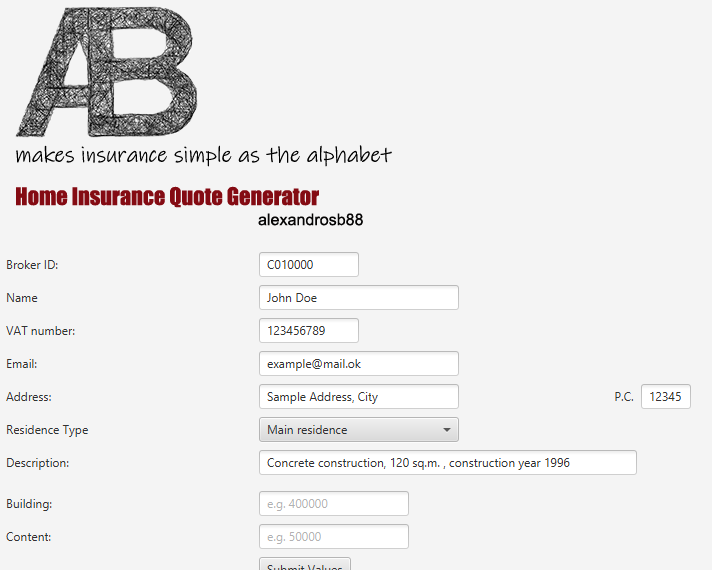 AB
makes insurance simple as the alphabet
Home Insurance Quote Generator
alexandrosb88
Broker ID: C010000
Name John Doe
VAT number: 123456789
Email: example@mail.ok
Address: Sample Address, City P.C. 12345
Residence Type Main residence
Description: Concrete construction, 120 sq.m. , construction year 1996
Building: e.g. 400000
Content: e.g. 50000
Submit Values